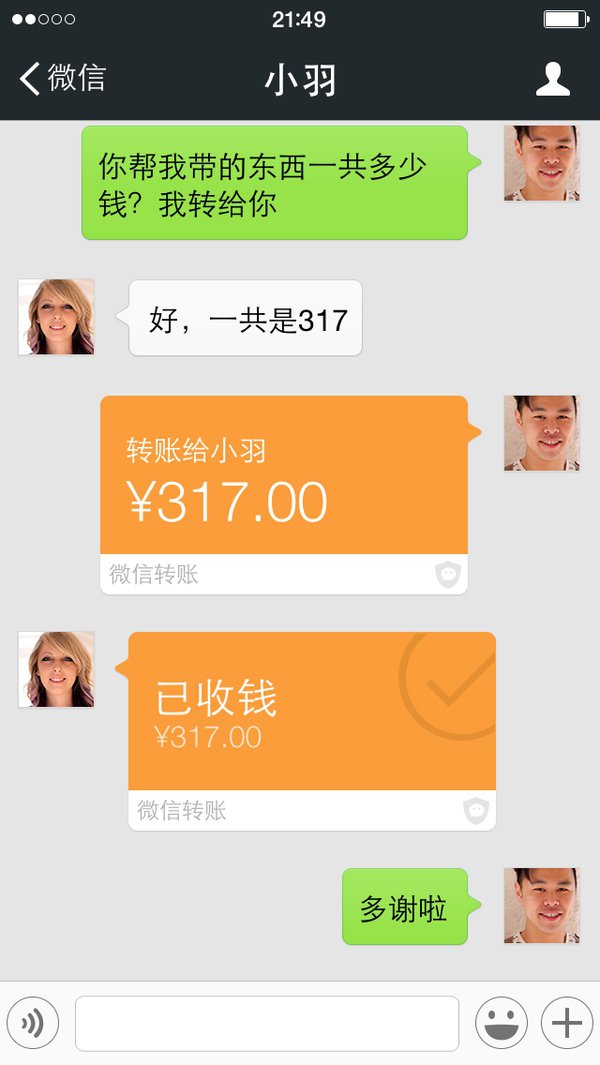 21:49
微信
小羽
你帮我带的东西一共多少
钱？我转给你
好，一共是317
转账给小羽
¥317.00
微信转账
已收钱
¥317.00
微信转账
多谢啦